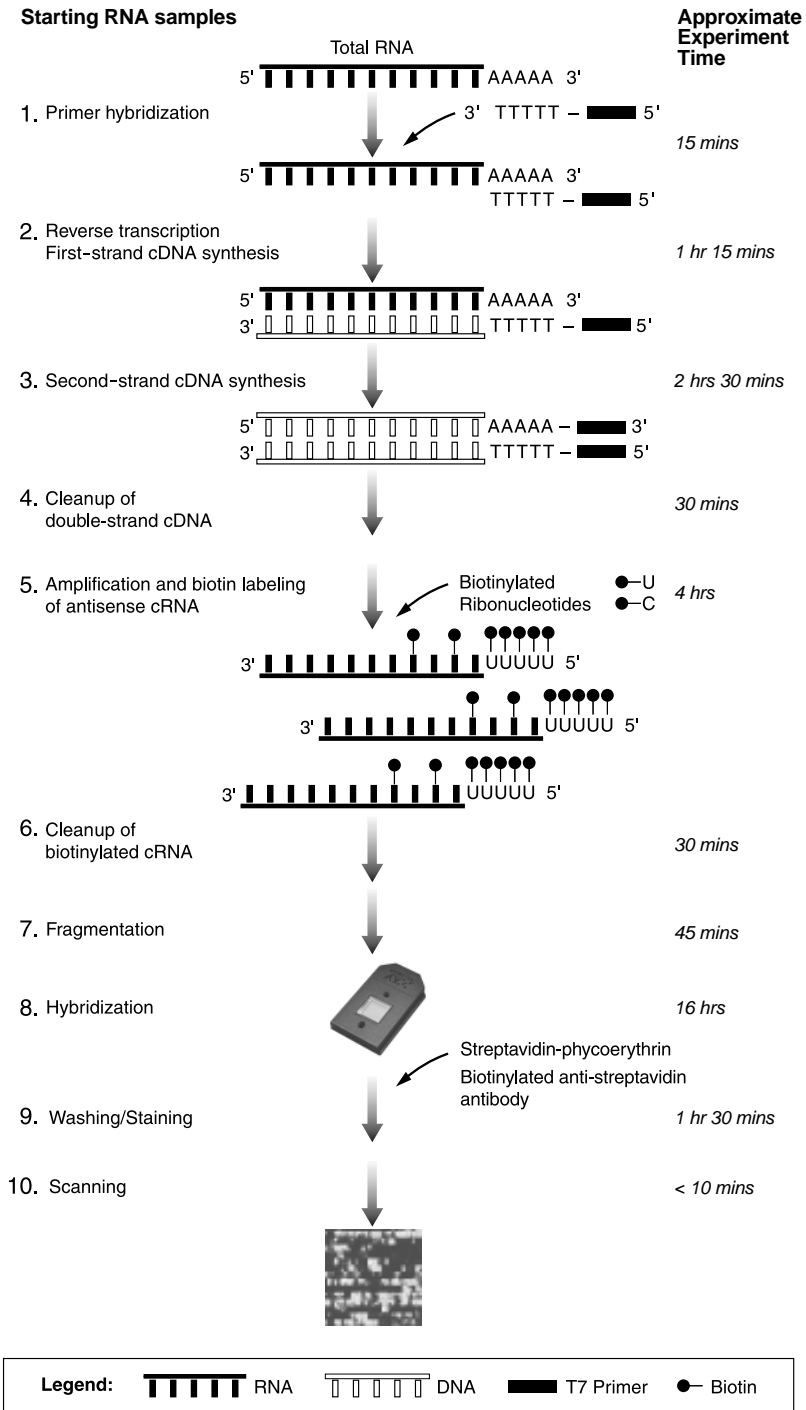 Starting RNA samples
Approximate
Experiment
Time
Total RNA
5' AAAAA 3'
1. Primer hybridization
3' TTTTT – 5'
15 mins
5' AAAAA 3'
TTTTT – 5'
2. Reverse transcription
First-strand cDNA synthesis
1 hr 15 mins
5' AAAAA 3'
3' TTTTT – 5'
3. Second-strand cDNA synthesis
2 hrs 30 mins
5' AAAAA – 3'
3' TTTTT – 5'
4. Cleanup of
double-strand cDNA
30 mins
5. Amplification and biotin labeling
of antisense cRNA
Biotinylated
Ribonucleotides
U
C
4 hrs
3' UUUUU 5'
3' UUUUU 5'
3' UUUUU 5'
6. Cleanup of
biotinylated cRNA
30 mins
7. Fragmentation
45 mins
8. Hybridization
16 hrs
Streptavidin-phycoerythrin
Biotinylated anti-streptavidin
antibody
9. Washing/Staining
1 hr 30 mins
10. Scanning
< 10 mins
Legend: RNA DNA T7 Primer Biotin